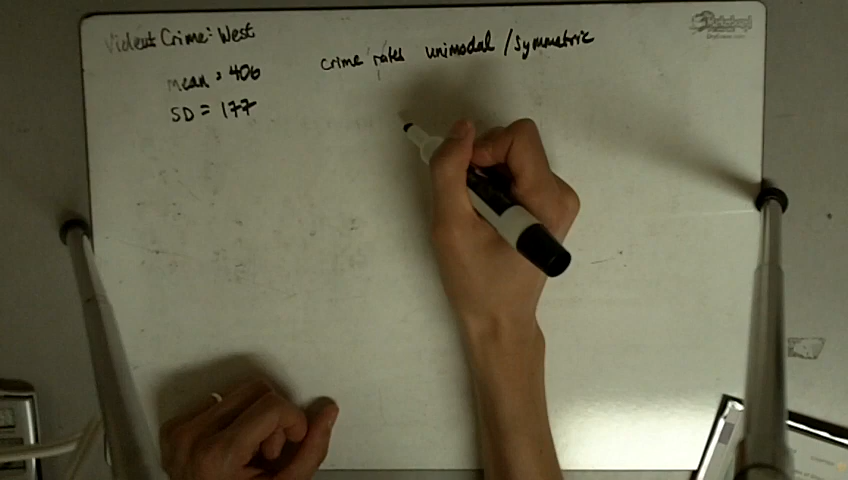 Violent Crime: West
crime rates unimodal / symmetric
mean = 406
SD = 177